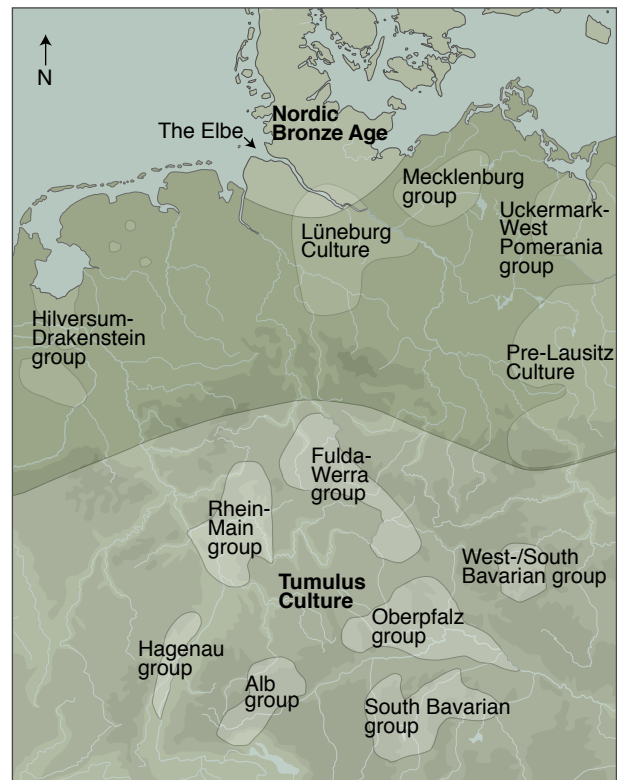 N
The Elbe
Nordic
Bronze Age
Mecklenburg
group
Uckermark-
West
Pomerania
group
Lüneburg
Culture
Hilversum-
Drakenstein
group
Pre-Lausitz
Culture
Fulda-
Werra
group
Rhein-
Main
group
West-/South
Bavarian group
Tumulus
Culture
Oberpfalz
group
Hagenau
group
Alb
group
South Bavarian
group